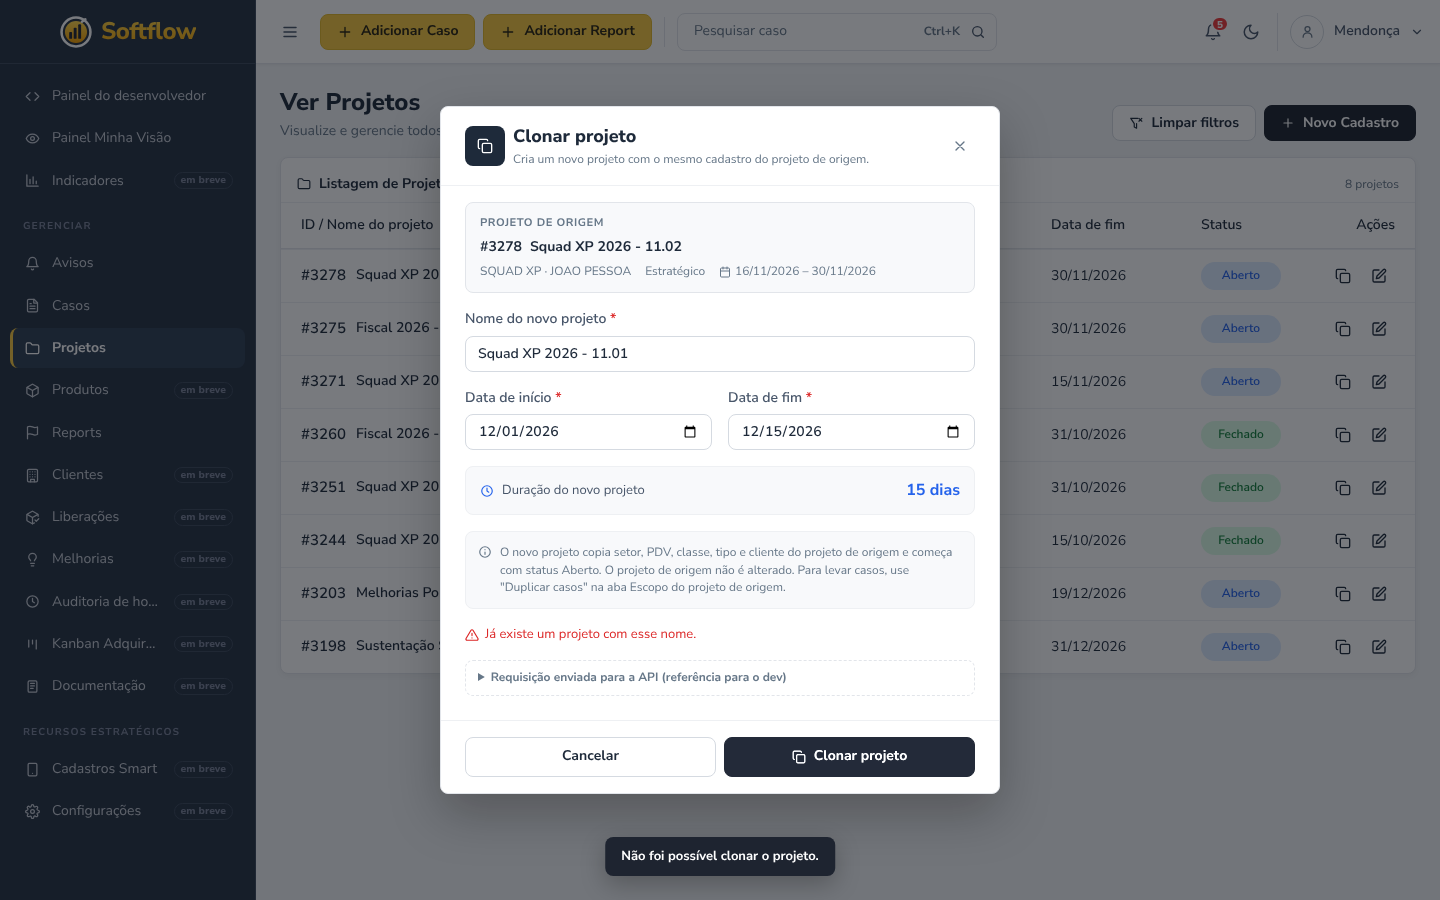 Softflow
Adicionar Caso
Adicionar Report
Pesquisar caso
Ctrl+K
5
Mendonça
Painel do desenvolvedor
Painel Minha Visão
Indicadores
em breve
GERENCIAR
Avisos
Casos
Projetos
Produtos
em breve
Reports
Clientes
em breve
Liberações
em breve
Melhorias
em breve
Auditoria de ho...
em breve
Kanban Adquir...
em breve
Documentação
em breve
RECURSOS ESTRATÉGICOS
Cadastros Smart
em breve
Configurações
em breve
Ver Projetos
Visualize e gerencie todos
Limpar filtros
Novo Cadastro
Listagem de Projet
8 projetos
ID / Nome do projeto
Data de fim
Status
Ações
#3278 Squad XP 20
30/11/2026
Aberto
#3275 Fiscal 2026 -
30/11/2026
Aberto
#3271 Squad XP 20
15/11/2026
Aberto
#3260 Fiscal 2026 -
31/10/2026
Fechado
#3251 Squad XP 20
31/10/2026
Fechado
#3244 Squad XP 20
15/10/2026
Fechado
#3203 Melhorias Po
19/12/2026
Aberto
#3198 Sustentação
31/12/2026
Aberto
Clonar projeto
Cria um novo projeto com o mesmo cadastro do projeto de origem.
PROJETO DE ORIGEM
#3278 Squad XP 2026 - 11.02
SQUAD XP · JOAO PESSOA Estratégico 16/11/2026 – 30/11/2026
Nome do novo projeto *
Squad XP 2026 - 11.01
Data de início *
Data de fim *
12/01/2026
12/15/2026
Duração do novo projeto
15 dias
O novo projeto copia setor, PDV, classe, tipo e cliente do projeto de origem e começa
com status Aberto. O projeto de origem não é alterado. Para levar casos, use
"Duplicar casos" na aba Escopo do projeto de origem.
Já existe um projeto com esse nome.
Requisição enviada para a API (referência para o dev)
Cancelar
Clonar projeto
Não foi possível clonar o projeto.